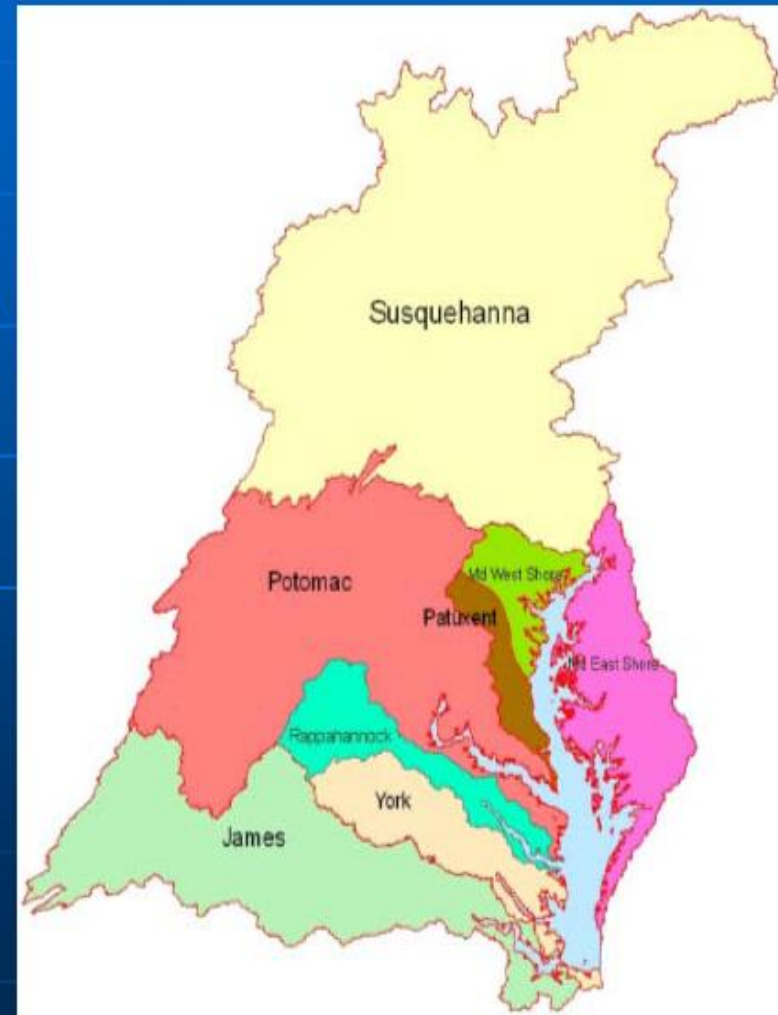 Susquehanna
Potomac
Md West Shore
Patuxent
Md East Shore
Rappahannock
York
James